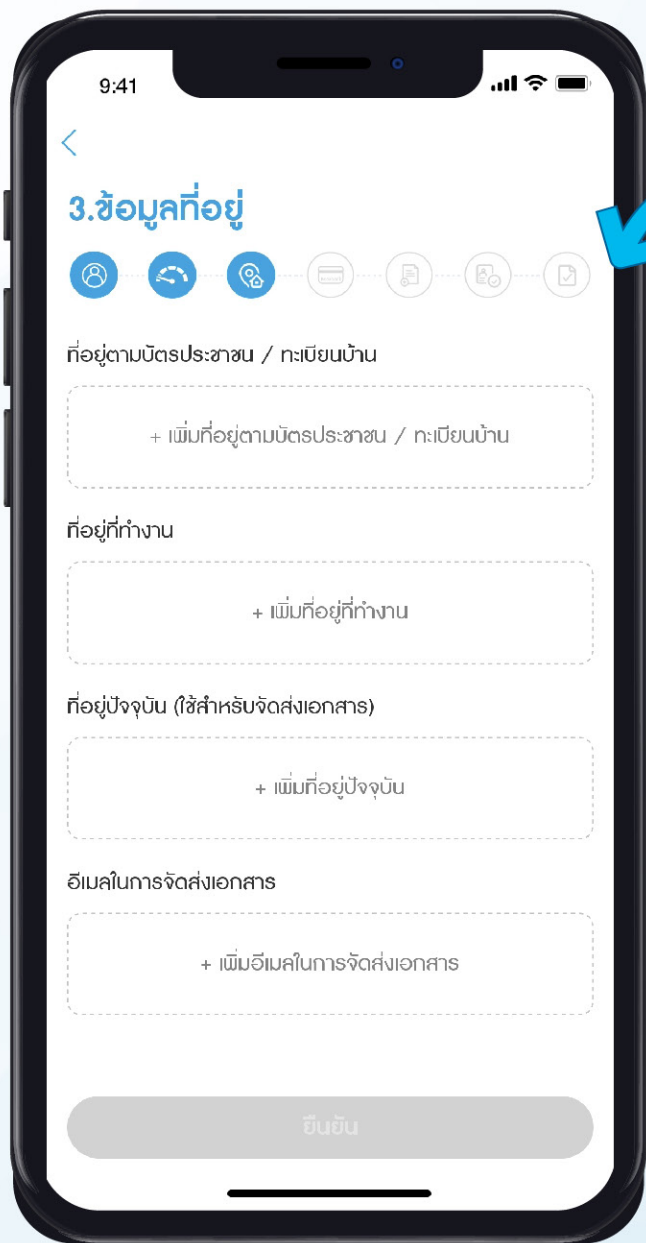 9:41
3.ข้อมูลที่อยู่
ที่อยู่ตามบัตรประชาชน / ทะเบียนบ้าน
+ เพิ่มที่อยู่ตามบัตรประชาชน / ทะเบียนบ้าน
ที่อยู่ที่ทำงาน
+ เพิ่มที่อยู่ที่ทำงาน
ที่อยู่ปัจจุบัน (ใช้สำหรับจัดส่งเอกสาร)
+ เพิ่มที่อยู่ปัจจุบัน
อีเมลในการจัดส่งเอกสาร
+ เพิ่มอีเมลในการจัดส่งเอกสาร
ยืนยัน